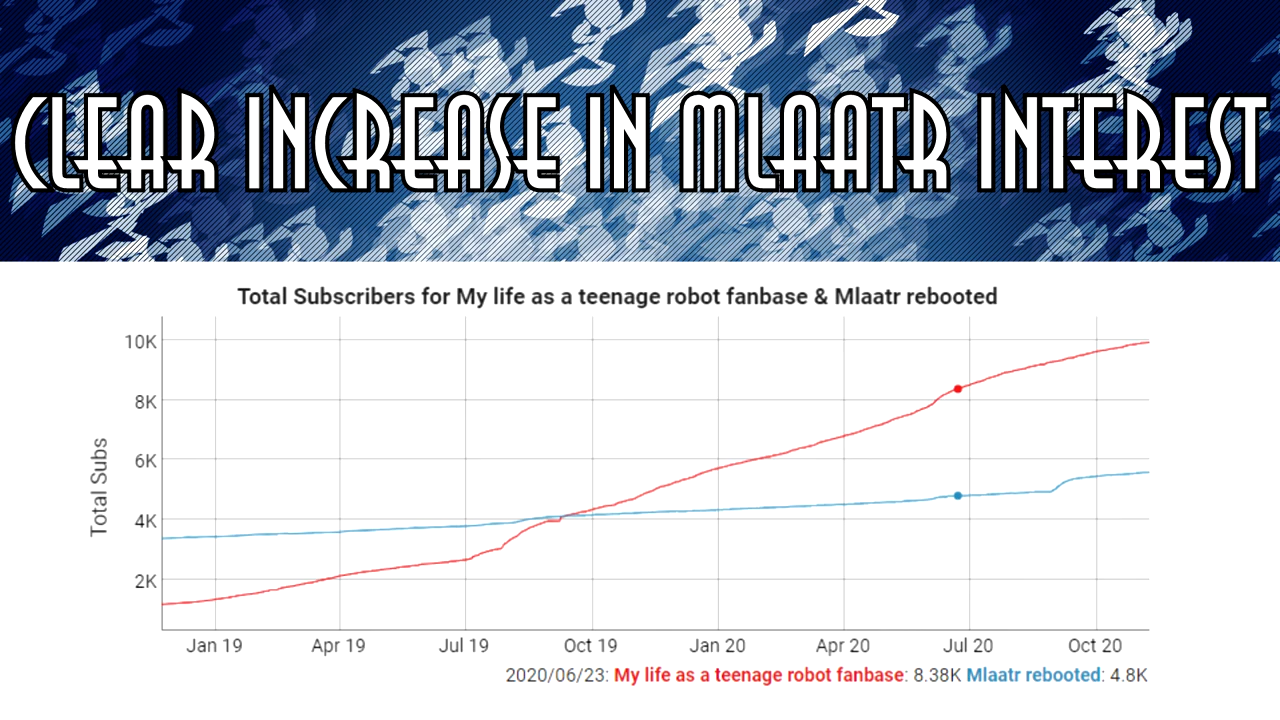 CLEAR INCREASE IN MLAATR INTEREST
Total Subscribers for My life as a teenage robot fanbase & Mlaatr rebooted
Total Subs
10K
8K
6K
4K
2K
Jan 19 Apr 19 Jul 19 Oct 19 Jan 20 Apr 20 Jul 20 Oct 20
2020/06/23: My life as a teenage robot fanbase: 8.38K Mlaatr rebooted: 4.8K